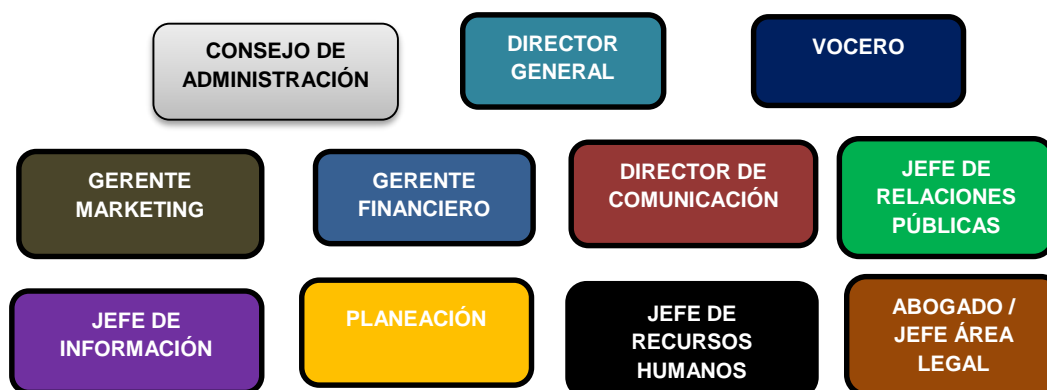 CONSEJO DE
ADMINISTRACIÓN
DIRECTOR
GENERAL
VOCERO
GERENTE
MARKETING
GERENTE
FINANCIERO
DIRECTOR DE
COMUNICACIÓN
JEFE DE
RELACIONES
PÚBLICAS
JEFE DE
INFORMACIÓN
PLANEACIÓN
JEFE DE
RECURSOS
HUMANOS
ABOGADO /
JEFE ÁREA
LEGAL